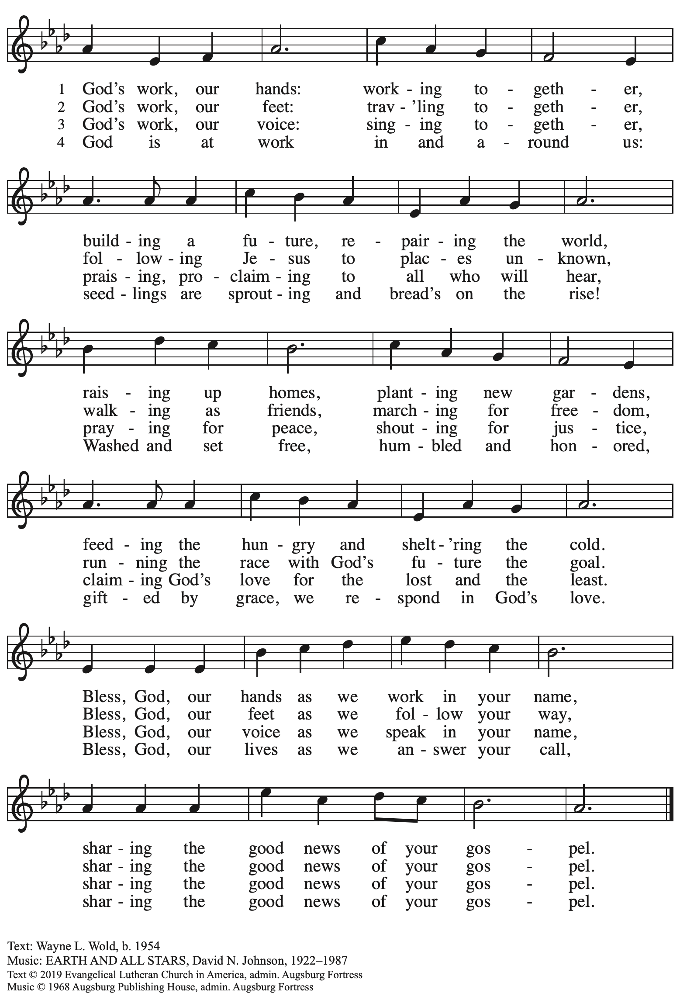 1 God’s work, our hands: work - ing to - geth - er,
2 God’s work, our feet: trav - ’ling to - geth - er,
3 God’s work, our voice: sing - ing to - geth - er,
4 God is at work in and a - round us:
build - ing a fu - ture, re - pair - ing the world,
fol - low - ing Je - sus to plac - es un - known,
prais - ing, pro - claim - ing to all who will hear,
seed - lings are sprout - ing and bread’s on the rise!
rais - ing up homes, plant - ing new gar - dens,
walk - ing as friends, march - ing for free - dom,
pray - ing for peace, shout - ing for jus - tice,
Washed and set free, hum - bled and hon - ored,
feed - ing the hun - gry and shelt - ’ring the cold.
run - ning the race with God’s fu - ture the goal.
claim - ing God’s love for the lost and the least.
gift - ed by grace, we re - spond in God’s love.
Bless, God, our hands as we work in your name,
Bless, God, our feet as we fol - low your way,
Bless, God, our voice as we speak in your name,
Bless, God, our lives as we an - swer your call,
shar - ing the good news of your gos - pel.
shar - ing the good news of your gos - pel.
shar - ing the good news of your gos - pel.
shar - ing the good news of your gos - pel.
Text: Wayne L. Wold, b. 1954
Music: EARTH AND ALL STARS, David N. Johnson, 1922–1987
Text © 2019 Evangelical Lutheran Church in America, admin. Augsburg Fortress
Music © 1968 Augsburg Publishing House, admin. Augsburg Fortress